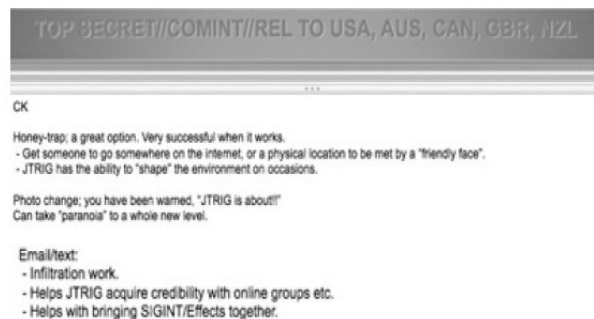 TOP SECRET//COMINT//REL TO USA, AUS, CAN, GBR, NZL
CK
Honey-trap; a great option. Very successful when it works.
- Get someone to go somewhere on the internet, or a physical location to be met by a "friendly face".
- JTRIG has the ability to "shape" the environment on occasions.
Photo change; you have been warned, "JTRIG is about!!"
Can take "paranoia" to a whole new level.
Email/text:
- Infiltration work.
- Helps JTRIG acquire credibility with online groups etc.
- Helps with bringing SIGINT/Effects together.